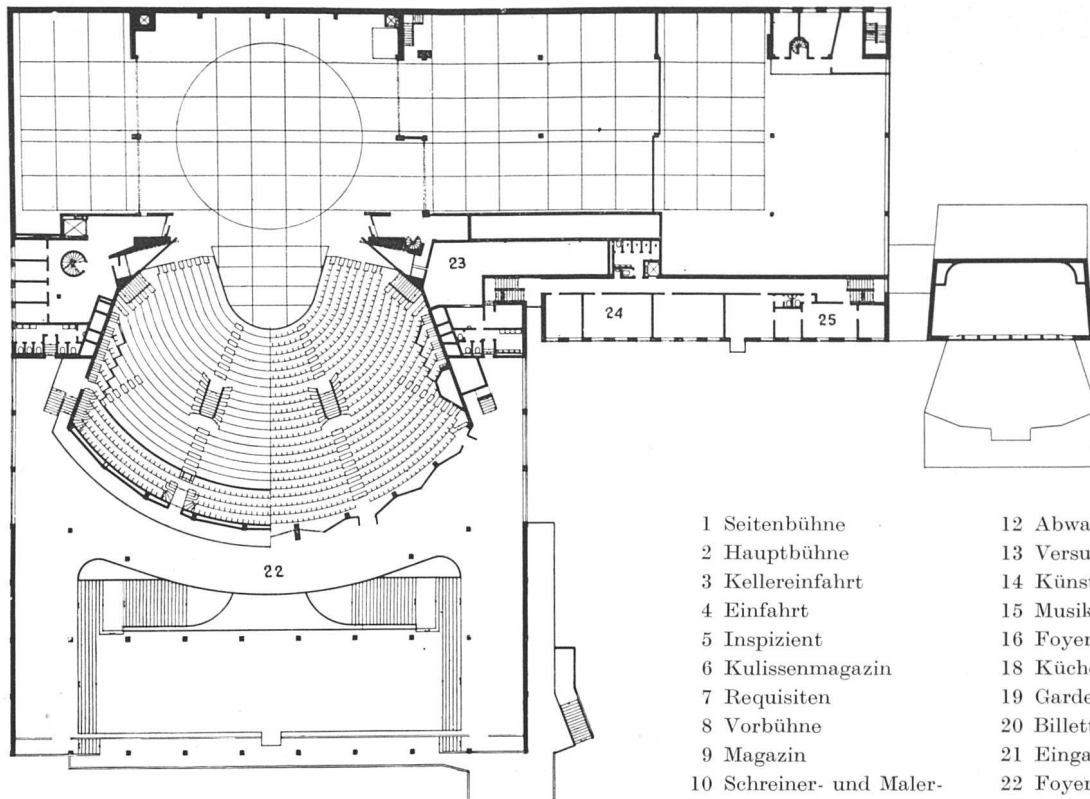 23
24
25
22
1 Seitenbühne
2 Hauptbühne
3 Kellereinfahrt
4 Einfahrt
5 Inspizient
6 Kulissenmagazin
7 Requisiten
8 Vorbühne
9 Magazin
10 Schreiner- und Maler-
12 Abwa
13 Versu
14 Künst
15 Musik
16 Foyer
18 Küche
19 Garde
20 Billett
21 Einga
22 Foyer